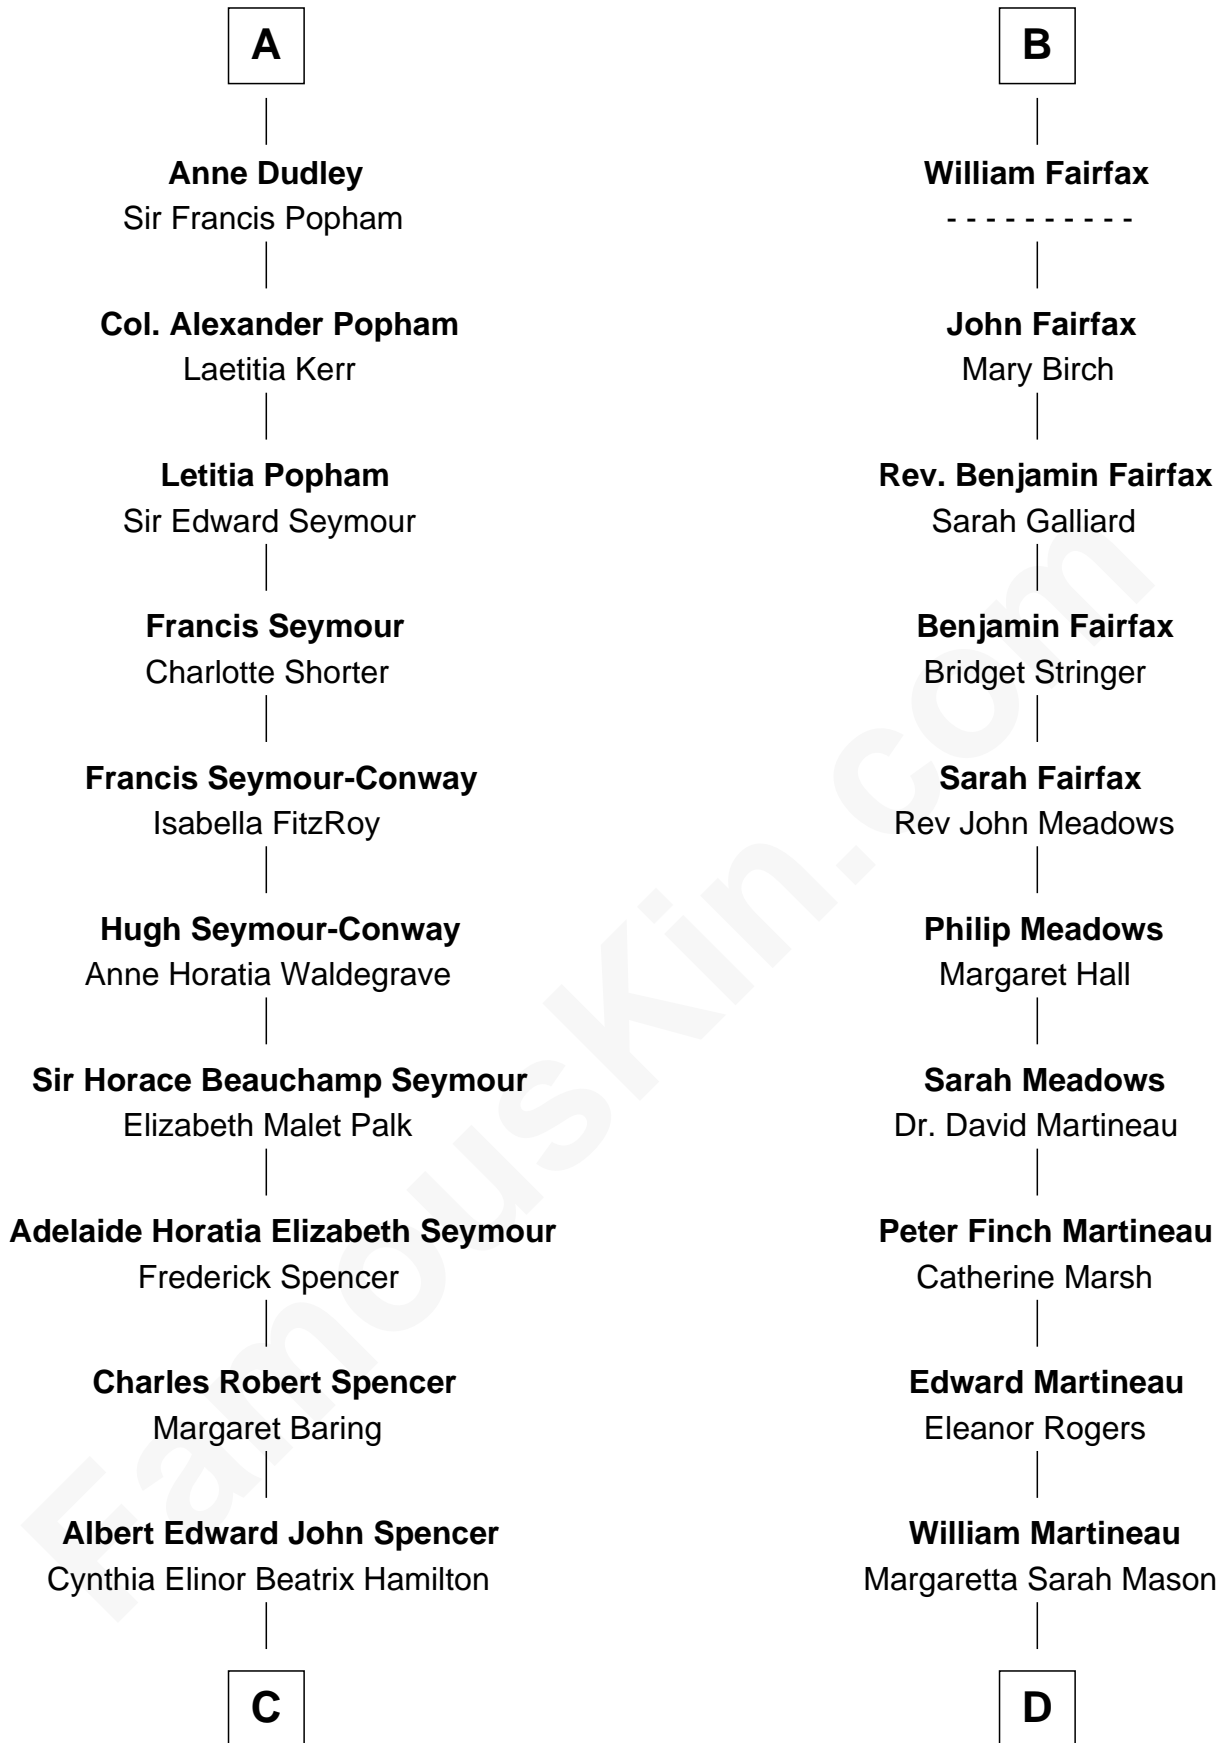 A
Anne Dudley
Sir Francis Popham
Col. Alexander Popham
Laetitia Kerr
Letitia Popham
Sir Edward Seymour
Francis Seymour
Charlotte Shorter
Francis Seymour-Conway
Isabella FitzRoy
Hugh Seymour-Conway
Anne Horatia Waldegrave
Sir Horace Beauchamp Seymour
Elizabeth Malet Palk
Adelaide Horatia Elizabeth Seymour
Frederick Spencer
Charles Robert Spencer
Margaret Baring
Albert Edward John Spencer
Cynthia Elinor Beatrix Hamilton
C
B
William Fairfax
- - - - - - - - - -
John Fairfax
Mary Birch
Rev. Benjamin Fairfax
Sarah Galliard
Benjamin Fairfax
Bridget Stringer
Sarah Fairfax
Rev John Meadows
Philip Meadows
Margaret Hall
Sarah Meadows
Dr. David Martineau
Peter Finch Martineau
Catherine Marsh
Edward Martineau
Eleanor Rogers
William Martineau
Margaretta Sarah Mason
D
FamousKin.com